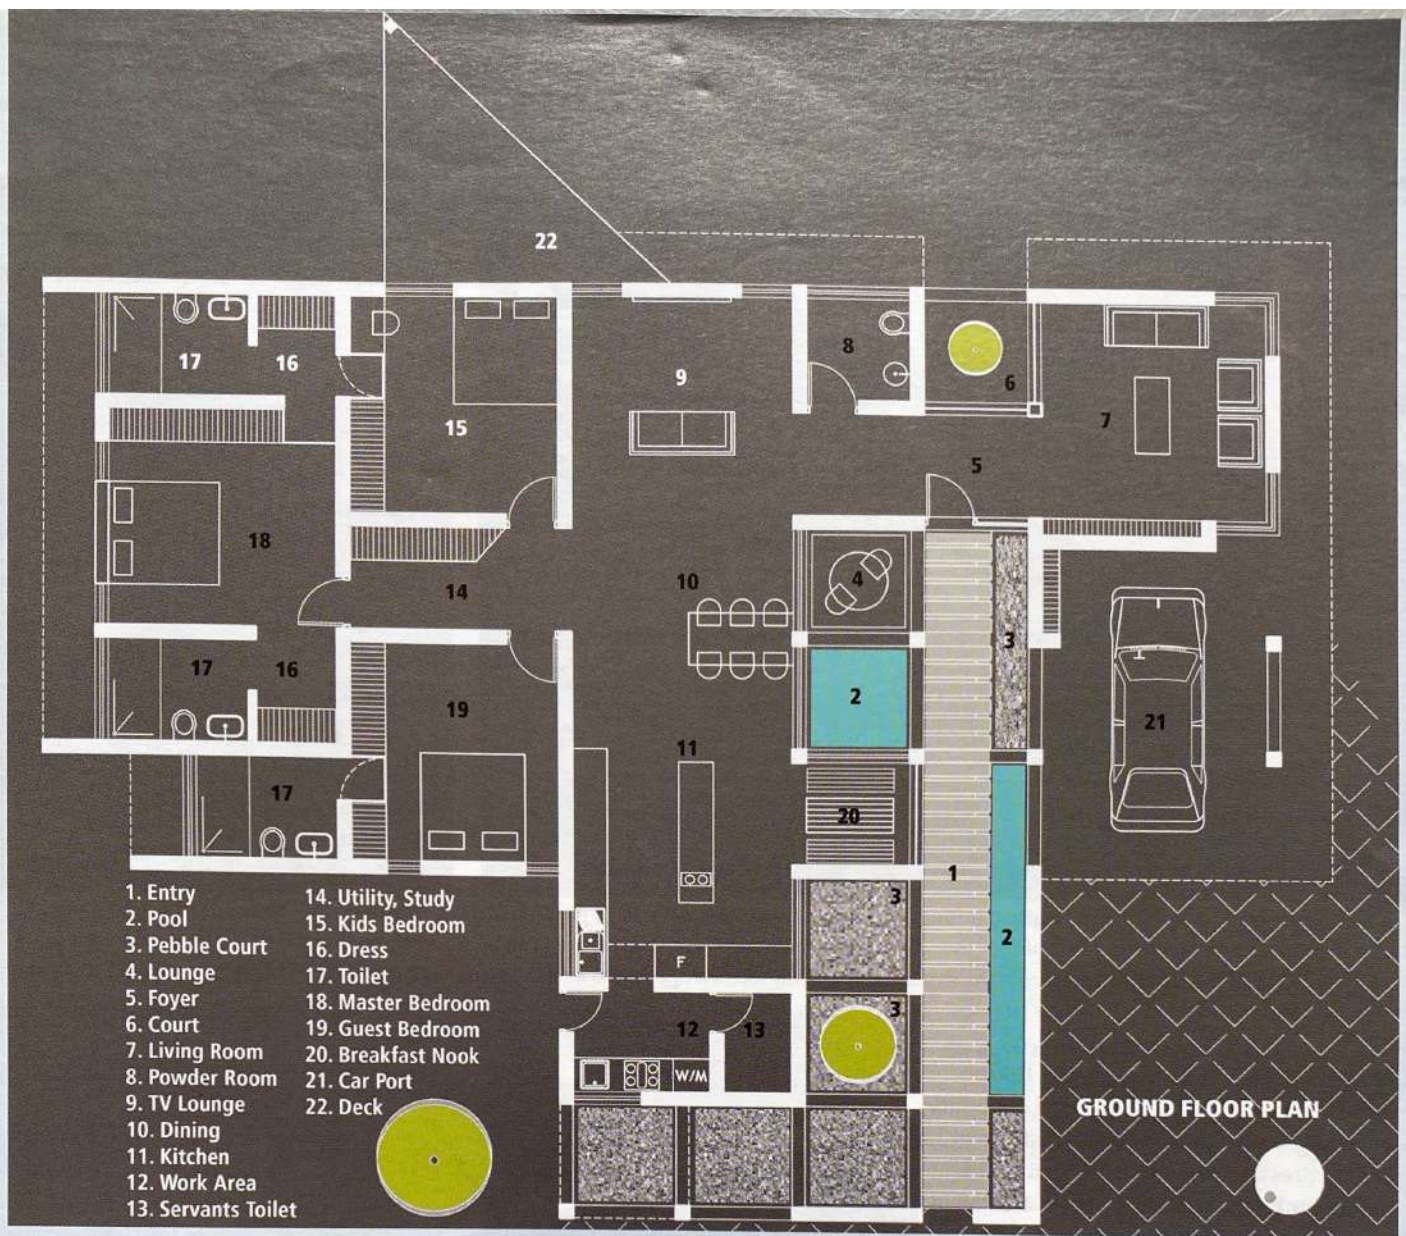 22
17
16
8
9
6
15
7
5
18
14
10
4
3
17
16
2
19
11
21
17
20
1
3
2
F
3
12
13
W/M
1. Entry
2. Pool
3. Pebble Court
4. Lounge
5. Foyer
6. Court
7. Living Room
8. Powder Room
9. TV Lounge
10. Dining
11. Kitchen
12. Work Area
13. Servants Toilet
14. Utility, Study
15. Kids Bedroom
16. Dress
17. Toilet
18. Master Bedroom
19. Guest Bedroom
20. Breakfast Nook
21. Car Port
22. Deck
GROUND FLOOR PLAN